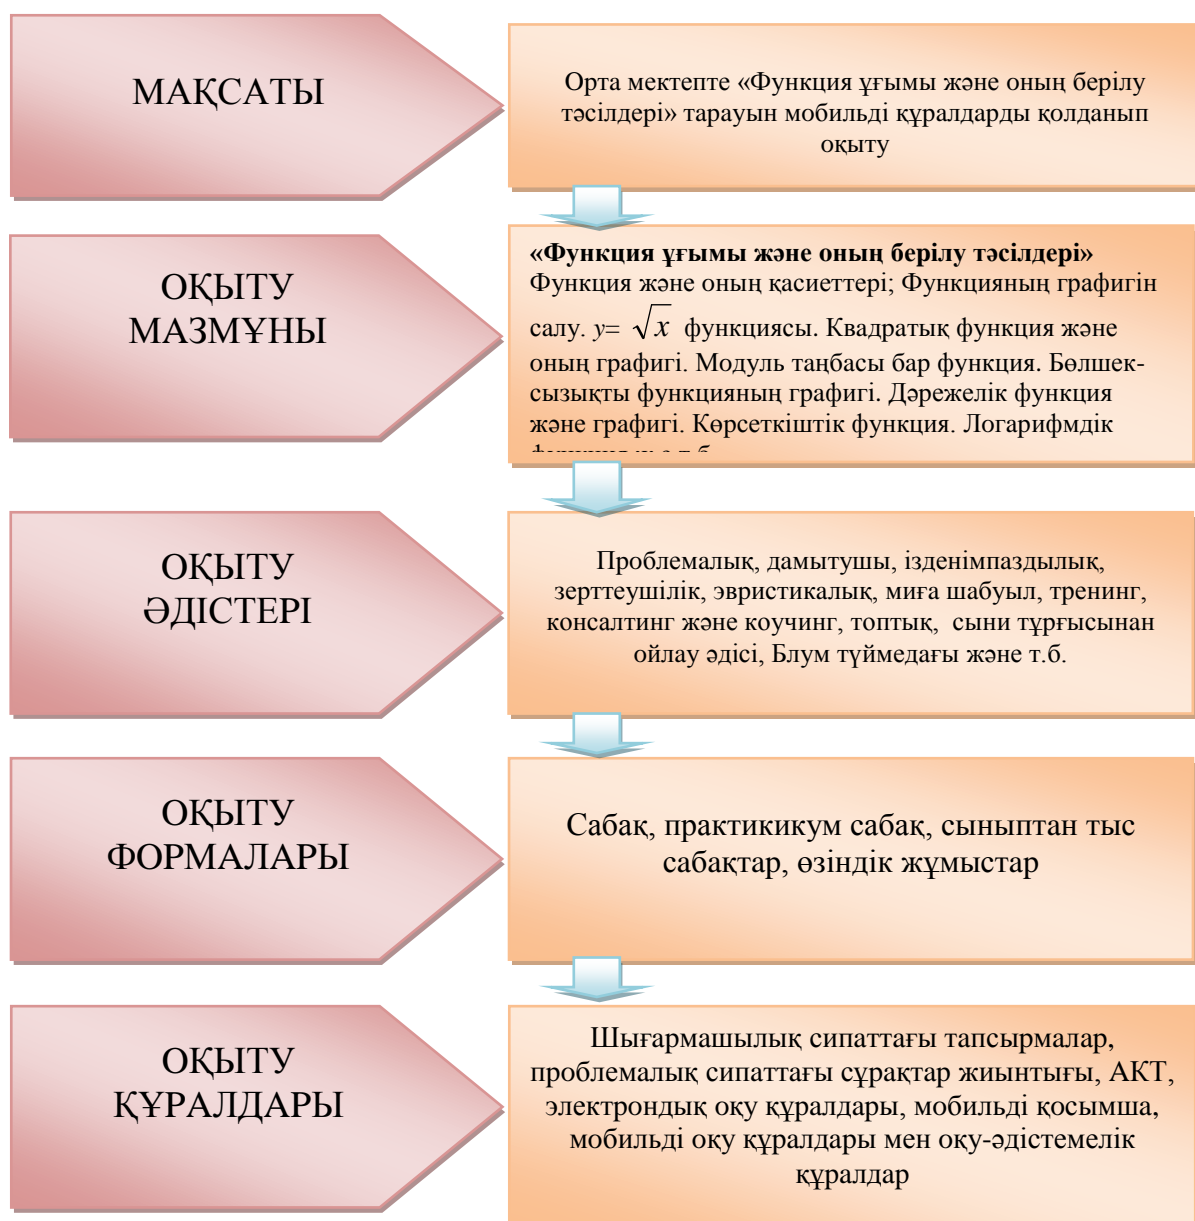 МАҚСАТЫ
Орта мектепте «Функция ұғымы және оның берілу
тәсілдері» тарауын мобильді құралдарды қолданып
оқыту
ОҚЫТУ
МАЗМҰНЫ
«Функция ұғымы және оның берілу тәсілдері»
Функция және оның қасиеттері; Функцияның графигін
салу. y= √x функциясы. Квадратық функция және
оның графигі. Модуль таңбасы бар функция. Бөлшек-
сызықты функцияның графигі. Дәрежелік функция
және графигі. Көрсеткіштік функция. Логарифмдік
ОҚЫТУ
ӘДІСТЕРІ
Проблемалық, дамытушы, ізденімпаздылық,
зерттеушілік, эвристикалық, миға шабуыл, тренинг,
консалтинг және коучинг, топтық, сыни тұрғысынан
ойлау әдісі, Блум түймедағы және т.б.
ОҚЫТУ
ФОРМАЛАРЫ
Сабақ, практикикум сабақ, сыныптан тыс
сабақтар, өзіндік жұмыстар
ОҚЫТУ
ҚҰРАЛДАРЫ
Шығармашылық сипаттағы тапсырмалар,
проблемалық сипаттағы сұрақтар жиынтығы, АКТ,
электрондық оқу құралдары, мобильді қосымша,
мобильді оқу құралдары мен оқу-әдістемелік
құралдар